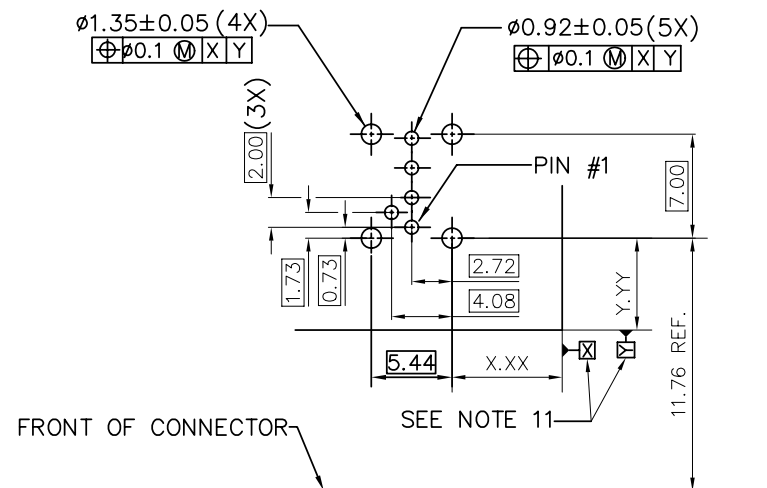 ø1.35±0.05 (4X)
ø0.1 Ⓜ X Y
ø0.92±0.05 (5X)
ø0.1 Ⓜ X Y
2.00 (3X)
PIN #1
7.00
1.73
0.73
2.72
4.08
Y.YY
5.44
X.XX
X
Y
11.76 REF.
SEE NOTE 11
FRONT OF CONNECTOR